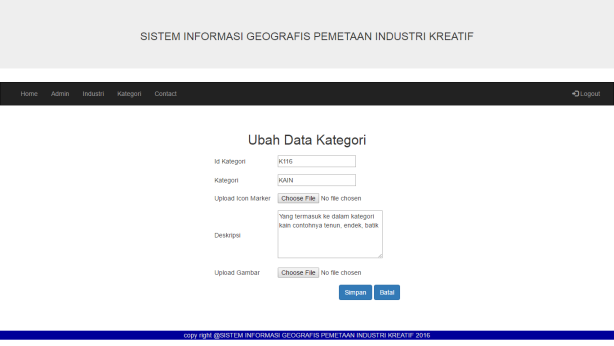 SISTEM INFORMASI GEOGRAFIS PEMETAAN INDUSTRI KREATIF
Home Admin Industri Kategori Contact Logout
Ubah Data Kategori
Id Kategori K116
Kategori KAIN
Upload Icon Marker Choose File No file chosen
Yang termasuk ke dalam kategori
kain contohnya tenun, endek, batik
Deskripsi
Upload Gambar Choose File No file chosen
Simpan Batal
copy right @SISTEM INFORMASI GEOGRAFIS PEMETAAN INDUSTRI KREATIF 2016